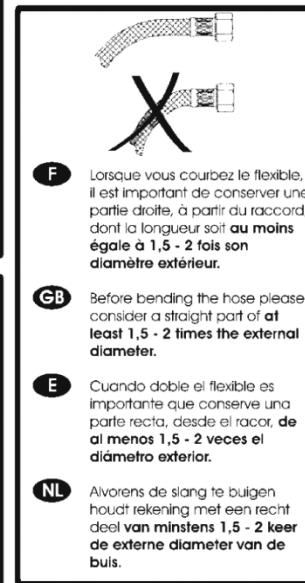 F
Lorsque vous courbez le flexible,
il est important de conserver une
partie droite, à partir du raccord,
dont la longueur soit au moins
égale à 1,5 - 2 fois son
diamètre extérieur.
GB
Before bending the hose please
consider a straight part of at
least 1,5 - 2 times the external
diameter.
E
Cuando doble el flexible es
importante que conserve una
parte recta, desde el racor, de
al menos 1,5 - 2 veces el
diámetro exterior.
NL
Alvorens de slang te buigen
houdt rekening met een recht
deel van minstens 1,5 - 2 keer
de externe diameter van de
buis.